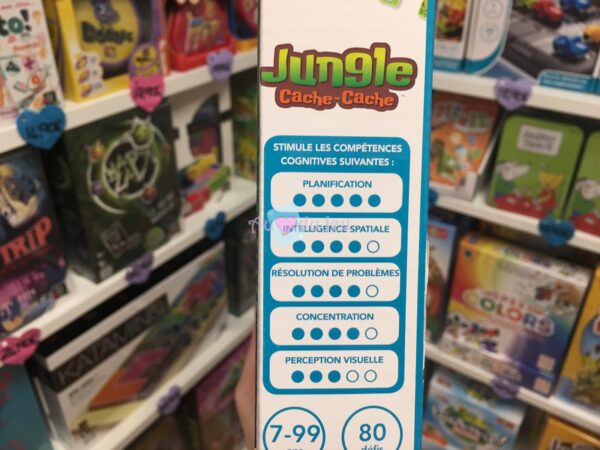 Jungle
Cache-Cache
STIMULE LES COMPÉTENCES
COGNITIVES SUIVANTES :
PLANIFICATION
INTELLIGENCE SPATIALE
RÉSOLUTION DE PROBLÈMES
CONCENTRATION
PERCEPTION VISUELLE
7-99
80
défis
KATAMINO
TRIP
COLORS